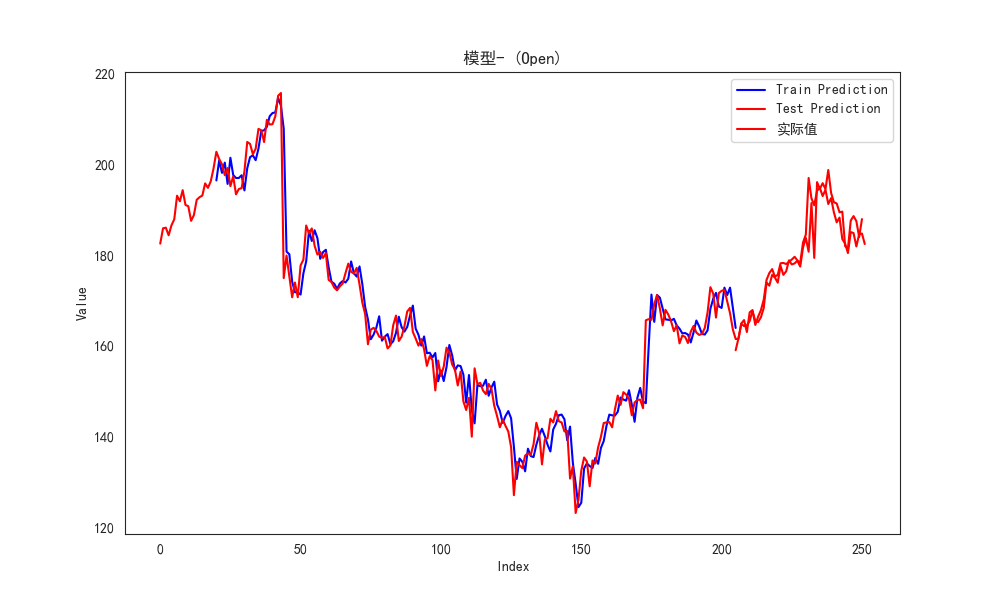 模型- (Open)
220
200
180
160
140
120
Value
Train Prediction
Test Prediction
实际值
0 50 100 150 200 250
Index